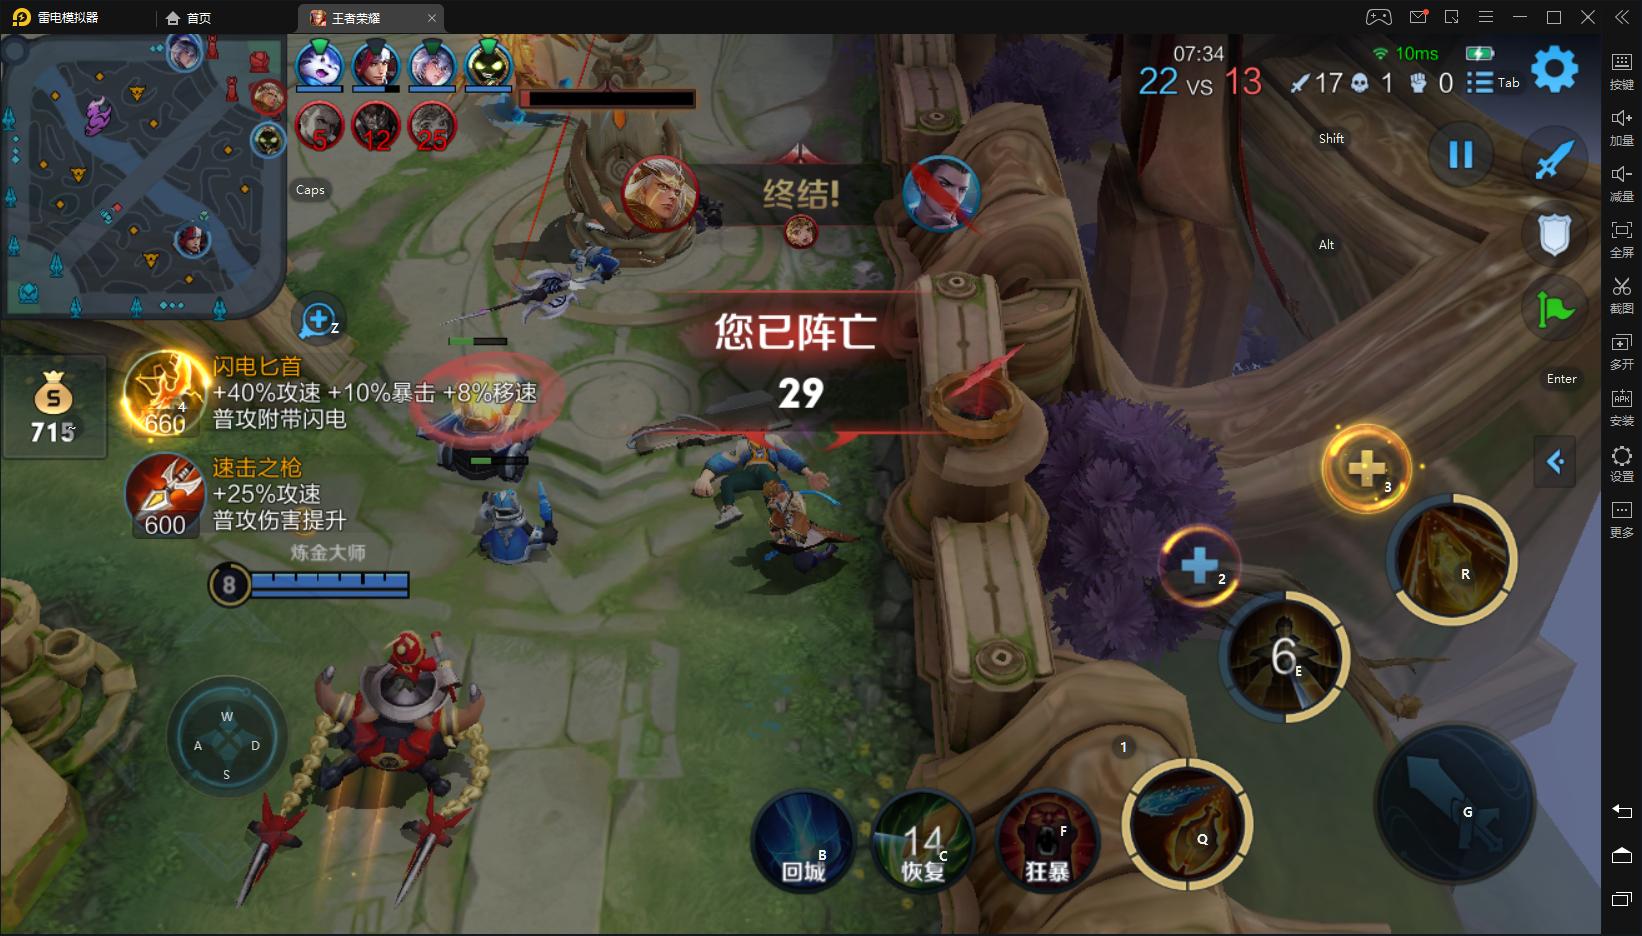 雷电模拟器
首页
王者荣耀
07:34
10ms
22 VS 13
17
1
0
Tab
5
12
25
Caps
终结!
Shift
Alt
Enter
您已阵亡
29
Z
715
闪电匕首
+40%攻速 +10%暴击 +8%移速
普攻附带闪电
4
660
速击之枪
+25%攻速
普攻伤害提升
600
炼金大师
8
W
A
D
S
3
2
R
6
E
1
Q
G
B
回城
14
C
恢复
F
狂暴
按键
加量
减量
全屏
截图
多开
APK
安装
设置
更多